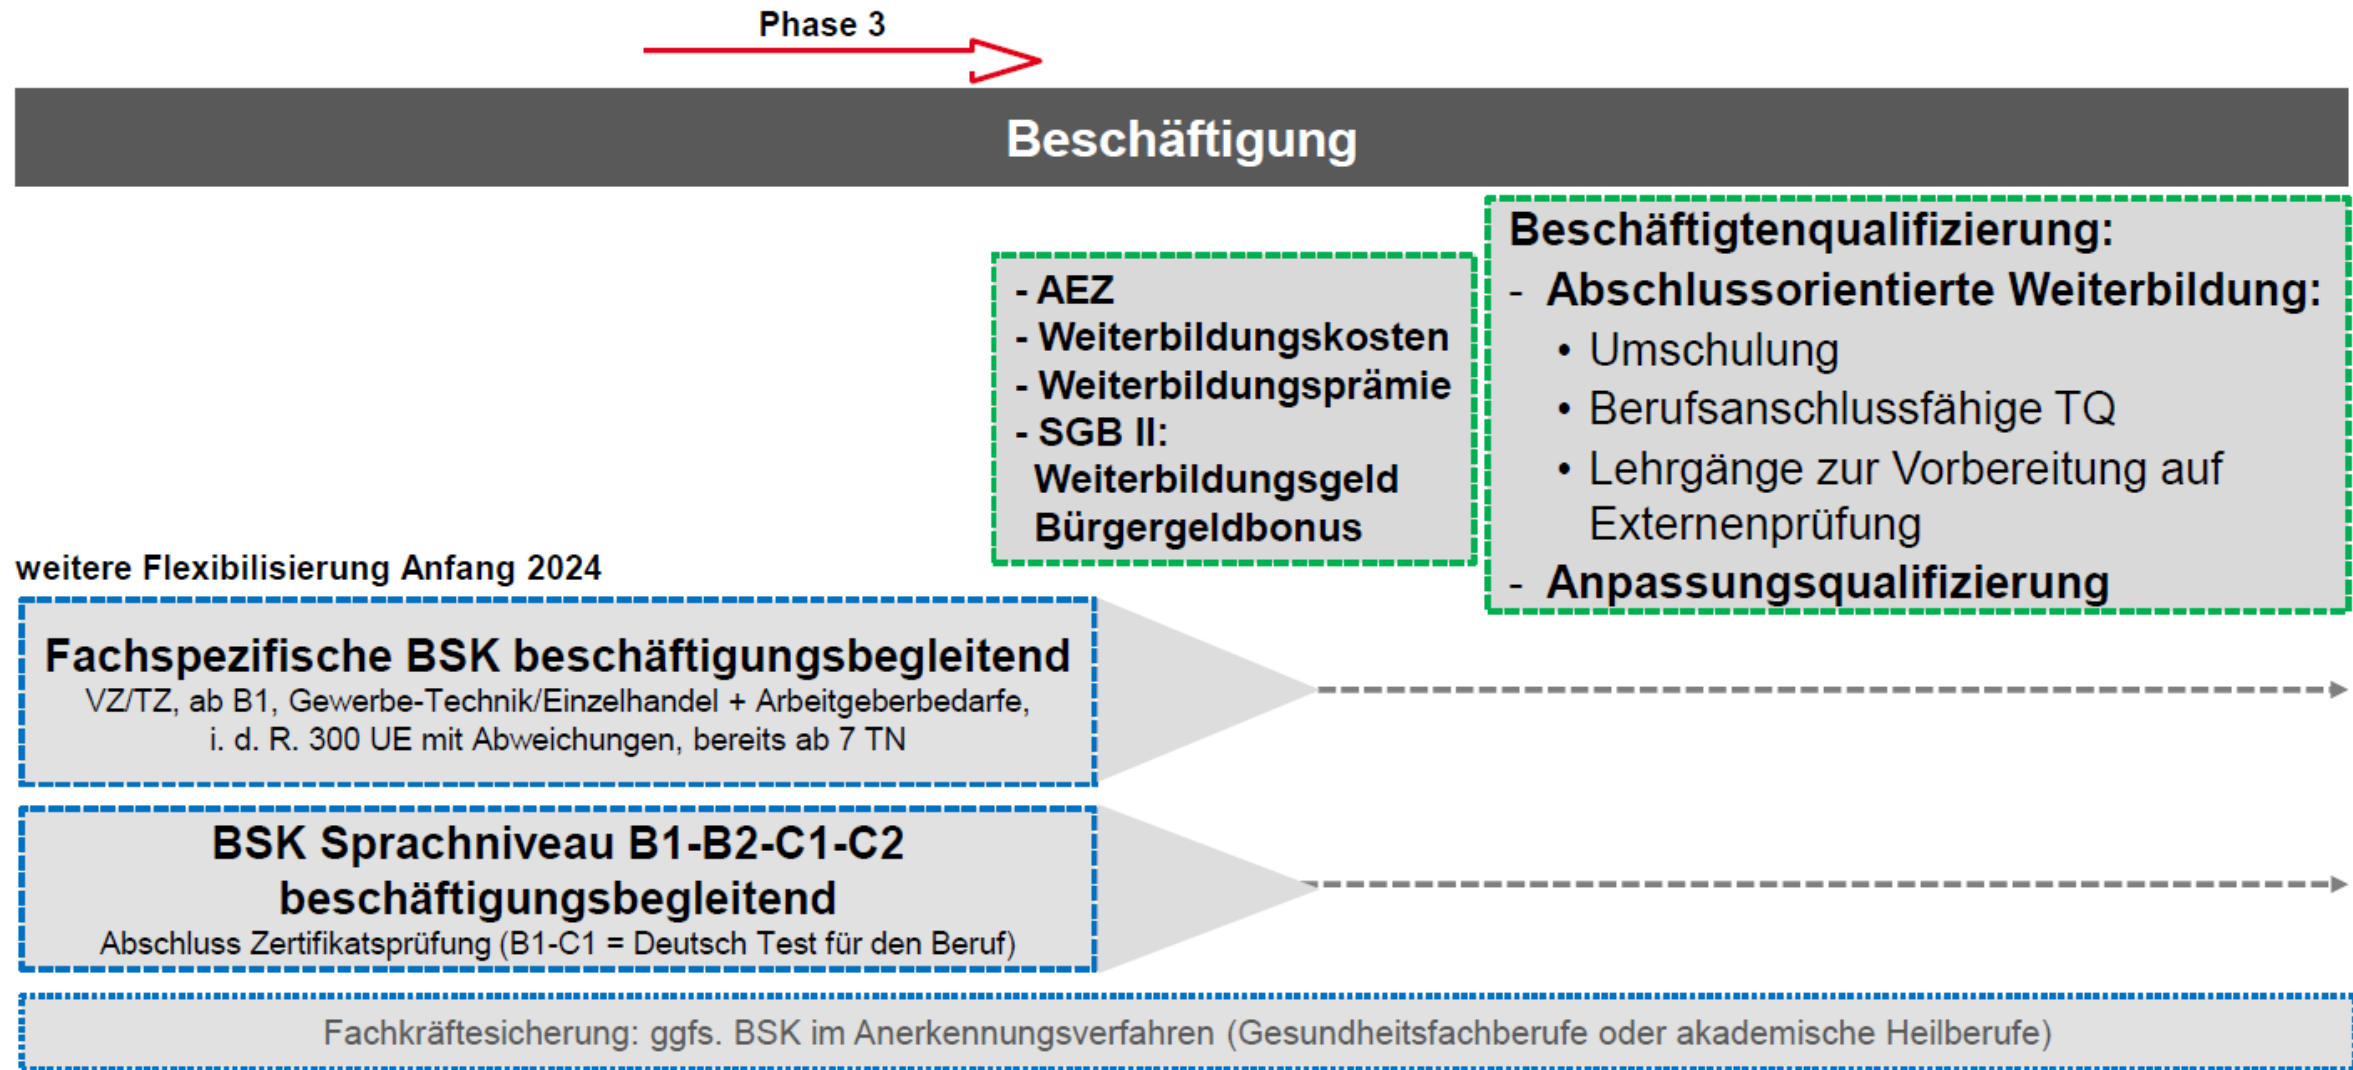 Phase 3
Beschäftigung
- AEZ
- Weiterbildungskosten
- Weiterbildungsprämie
- SGB II:
Weiterbildungsgeld
Bürgergeldbonus
Beschäftigtenqualifizierung:
- Abschlussorientierte Weiterbildung:
• Umschulung
• Berufsanschlussfähige TQ
• Lehrgänge zur Vorbereitung auf
Externenprüfung
- Anpassungsqualifizierung
weitere Flexibilisierung Anfang 2024
Fachspezifische BSK beschäftigungsbegleitend
VZ/TZ, ab B1, Gewerbe-Technik/Einzelhandel + Arbeitgeberbedarfe,
i. d. R. 300 UE mit Abweichungen, bereits ab 7 TN
BSK Sprachniveau B1-B2-C1-C2
beschäftigungsbegleitend
Abschluss Zertifikatsprüfung (B1-C1 = Deutsch Test für den Beruf)
Fachkräftesicherung: ggfs. BSK im Anerkennungsverfahren (Gesundheitsfachberufe oder akademische Heilberufe)